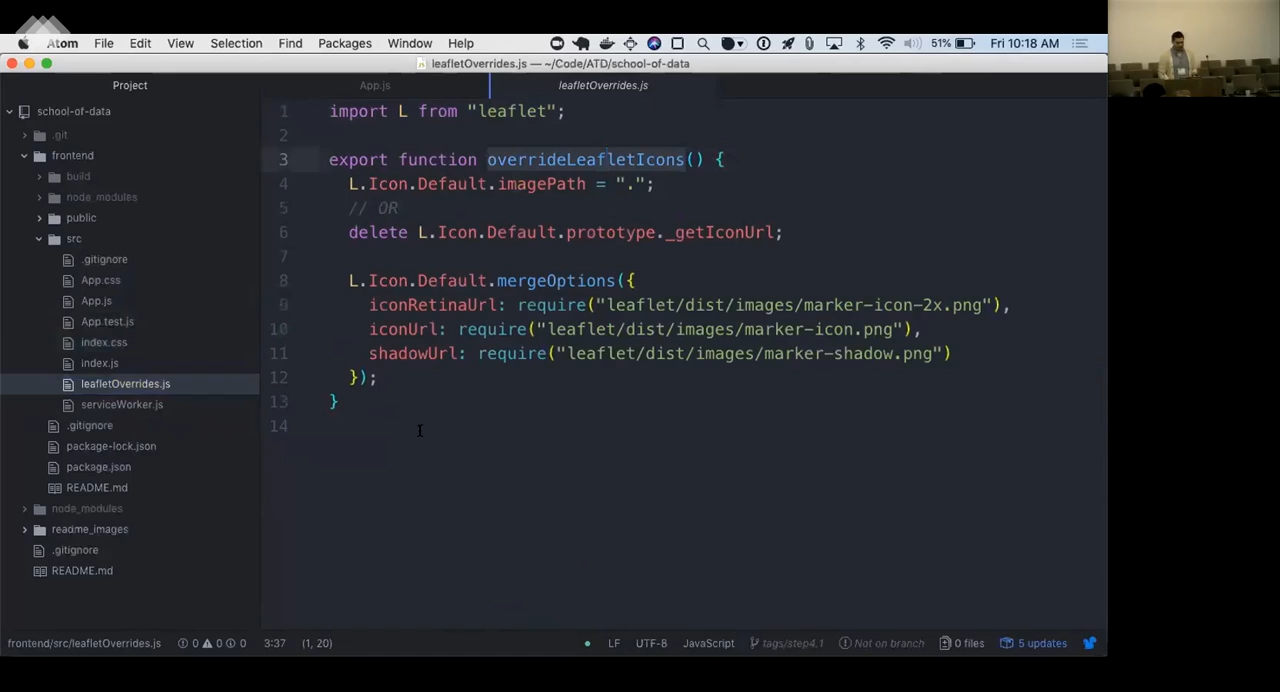 Atom File Edit View Selection Find Packages Window Help 51% Fri 10:18 AM
leafletOverrides.js — ~/Code/ATD/school-of-data
Project
App.js
leafletOverrides.js
school-of-data
.git
frontend
build
node_modules
public
src
.gitignore
App.css
App.js
App.test.js
index.css
index.js
leafletOverrides.js
serviceWorker.js
.gitignore
package-lock.json
package.json
README.md
node_modules
readme_images
.gitignore
README.md
1 import L from "leaflet";
2
3 export function overrideLeafletIcons() {
4 L.Icon.Default.imagePath = ".";
5 // OR
6 delete L.Icon.Default.prototype._getIconUrl;
7
8 L.Icon.Default.mergeOptions({
9 iconRetinaUrl: require("leaflet/dist/images/marker-icon-2x.png"),
10 iconUrl: require("leaflet/dist/images/marker-icon.png"),
11 shadowUrl: require("leaflet/dist/images/marker-shadow.png")
12 });
13 }
14
frontend/src/leafletOverrides.js 0 0 0 3:37 (1, 20) LF UTF-8 JavaScript tags/step4.1 Not on branch 0 files 5 updates